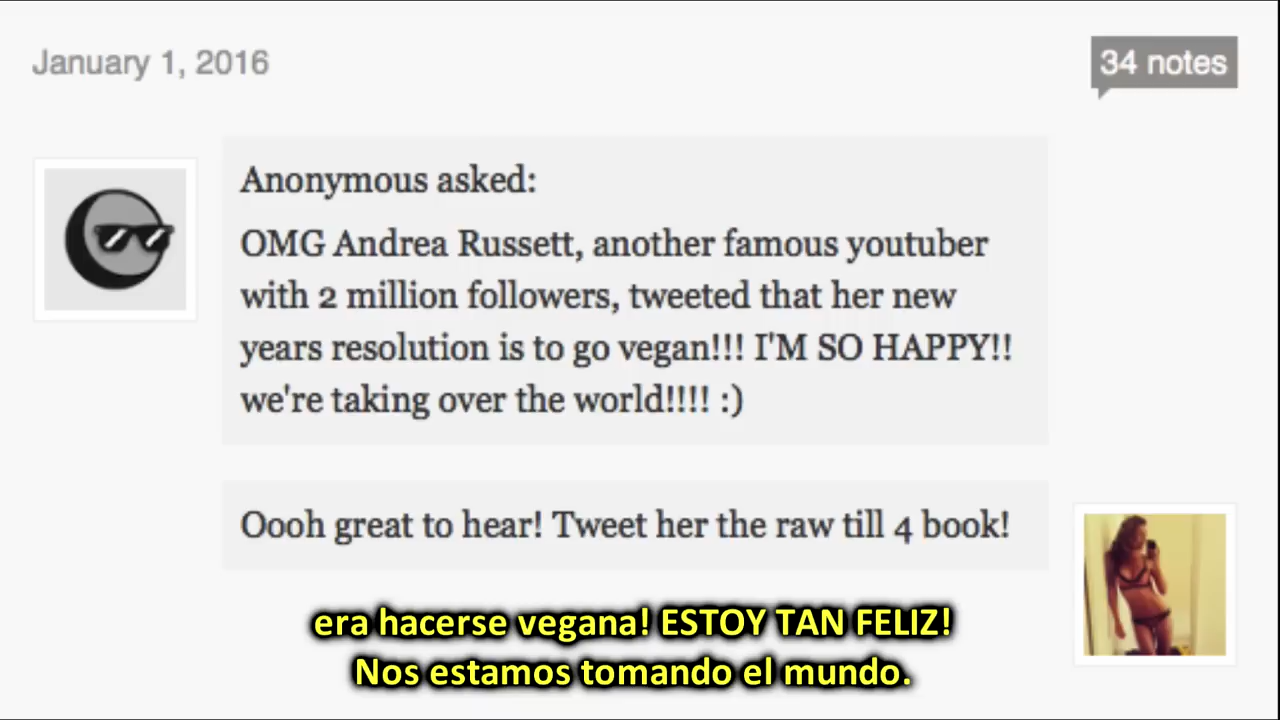 January 1, 2016
34 notes
Anonymous asked:
OMG Andrea Russett, another famous youtuber
with 2 million followers, tweeted that her new
years resolution is to go vegan!!! I'M SO HAPPY!!
we're taking over the world!!!! :)
Oooh great to hear! Tweet her the raw till 4 book!
era hacerse vegana! ESTOY TAN FELIZ!
Nos estamos tomando el mundo.